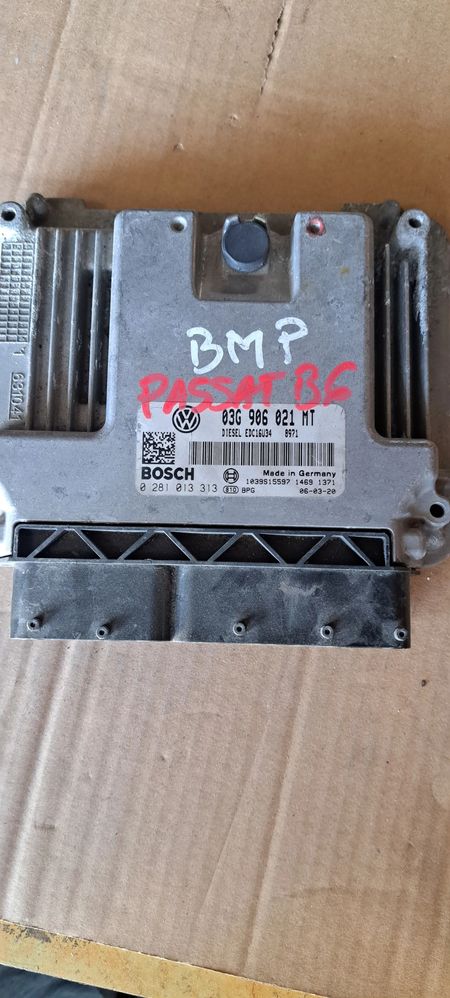 BMP
PASSAT B6
03G 906 021 MT
DIESEL EDC16U34 8971
BOSCH
Made in Germany
1039S15597 1469 1371
0 281 013 313 610 BPG 06-03-20